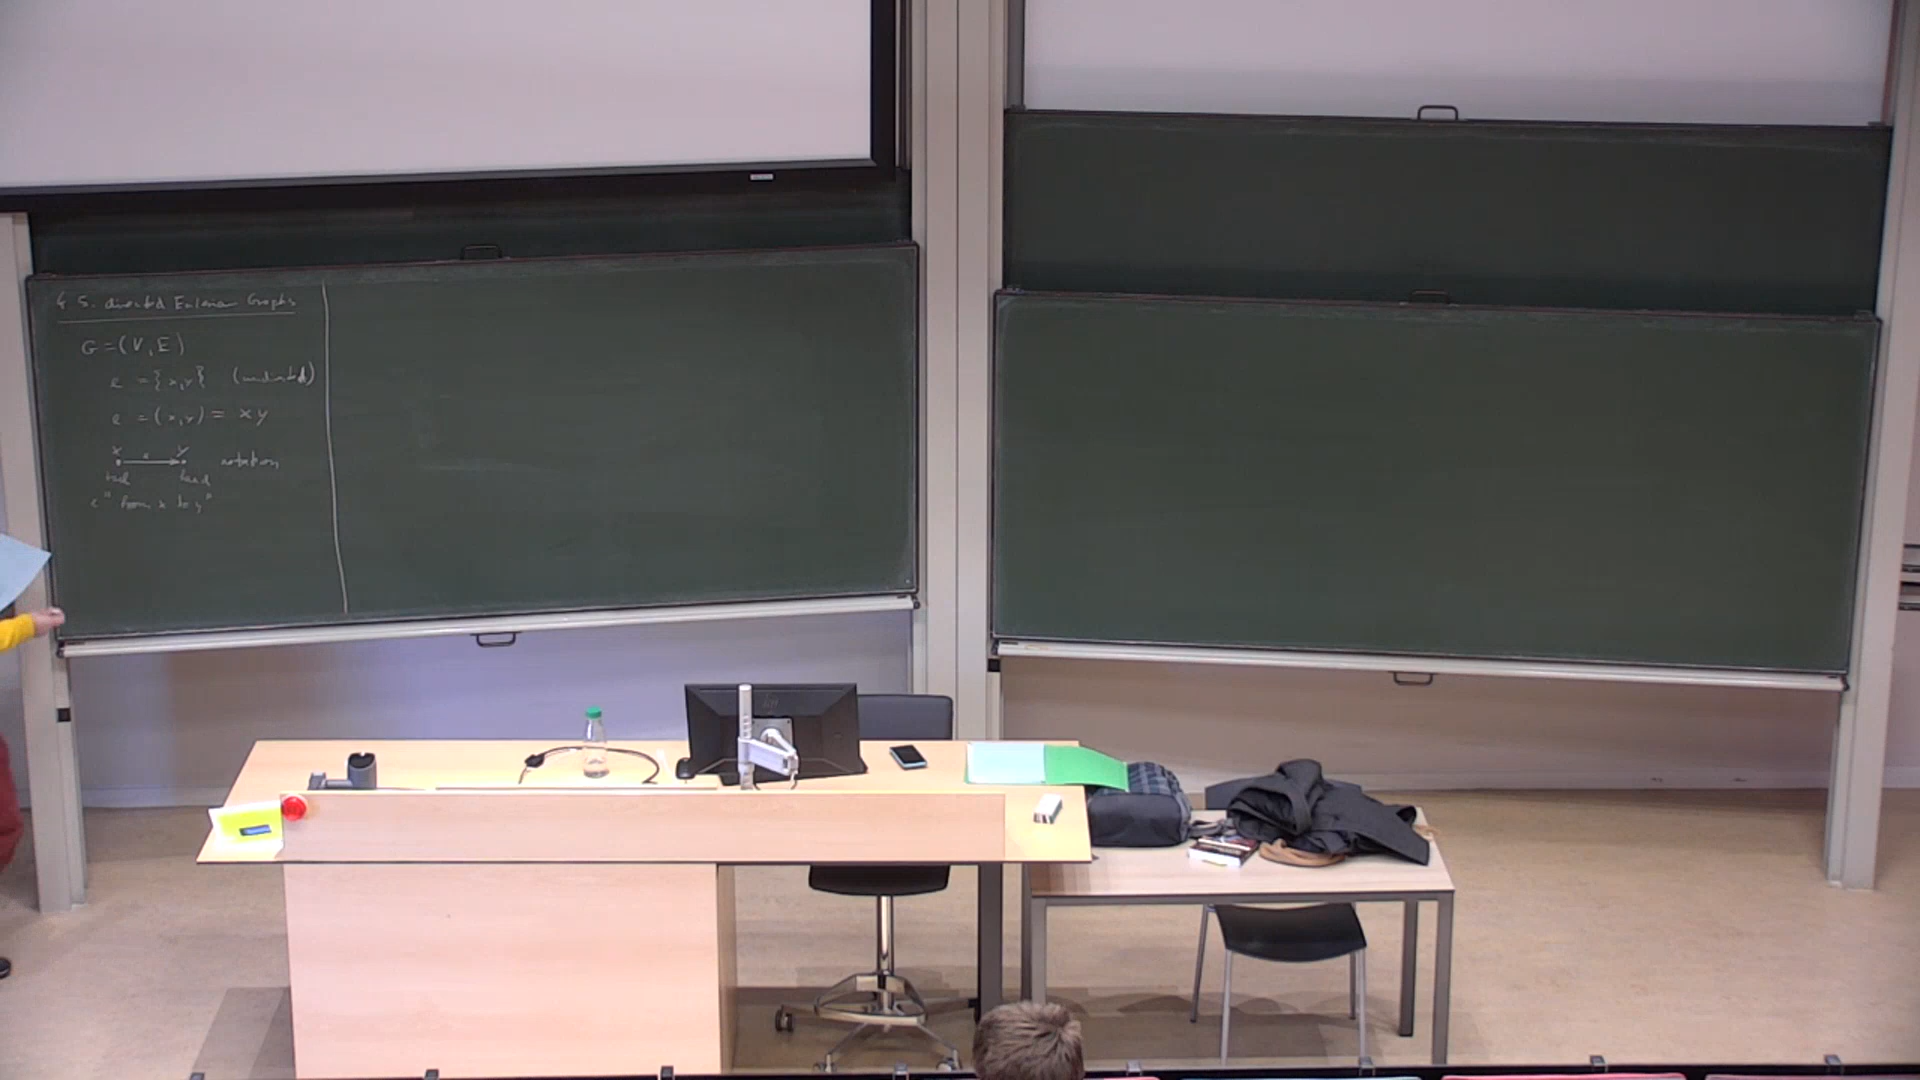 4 5. directed Eulerian Graphs
G = (V, E)
e = {x,y} (undirected)
e = (x,y) = xy
x e y notation
tail head
e "from x to y"